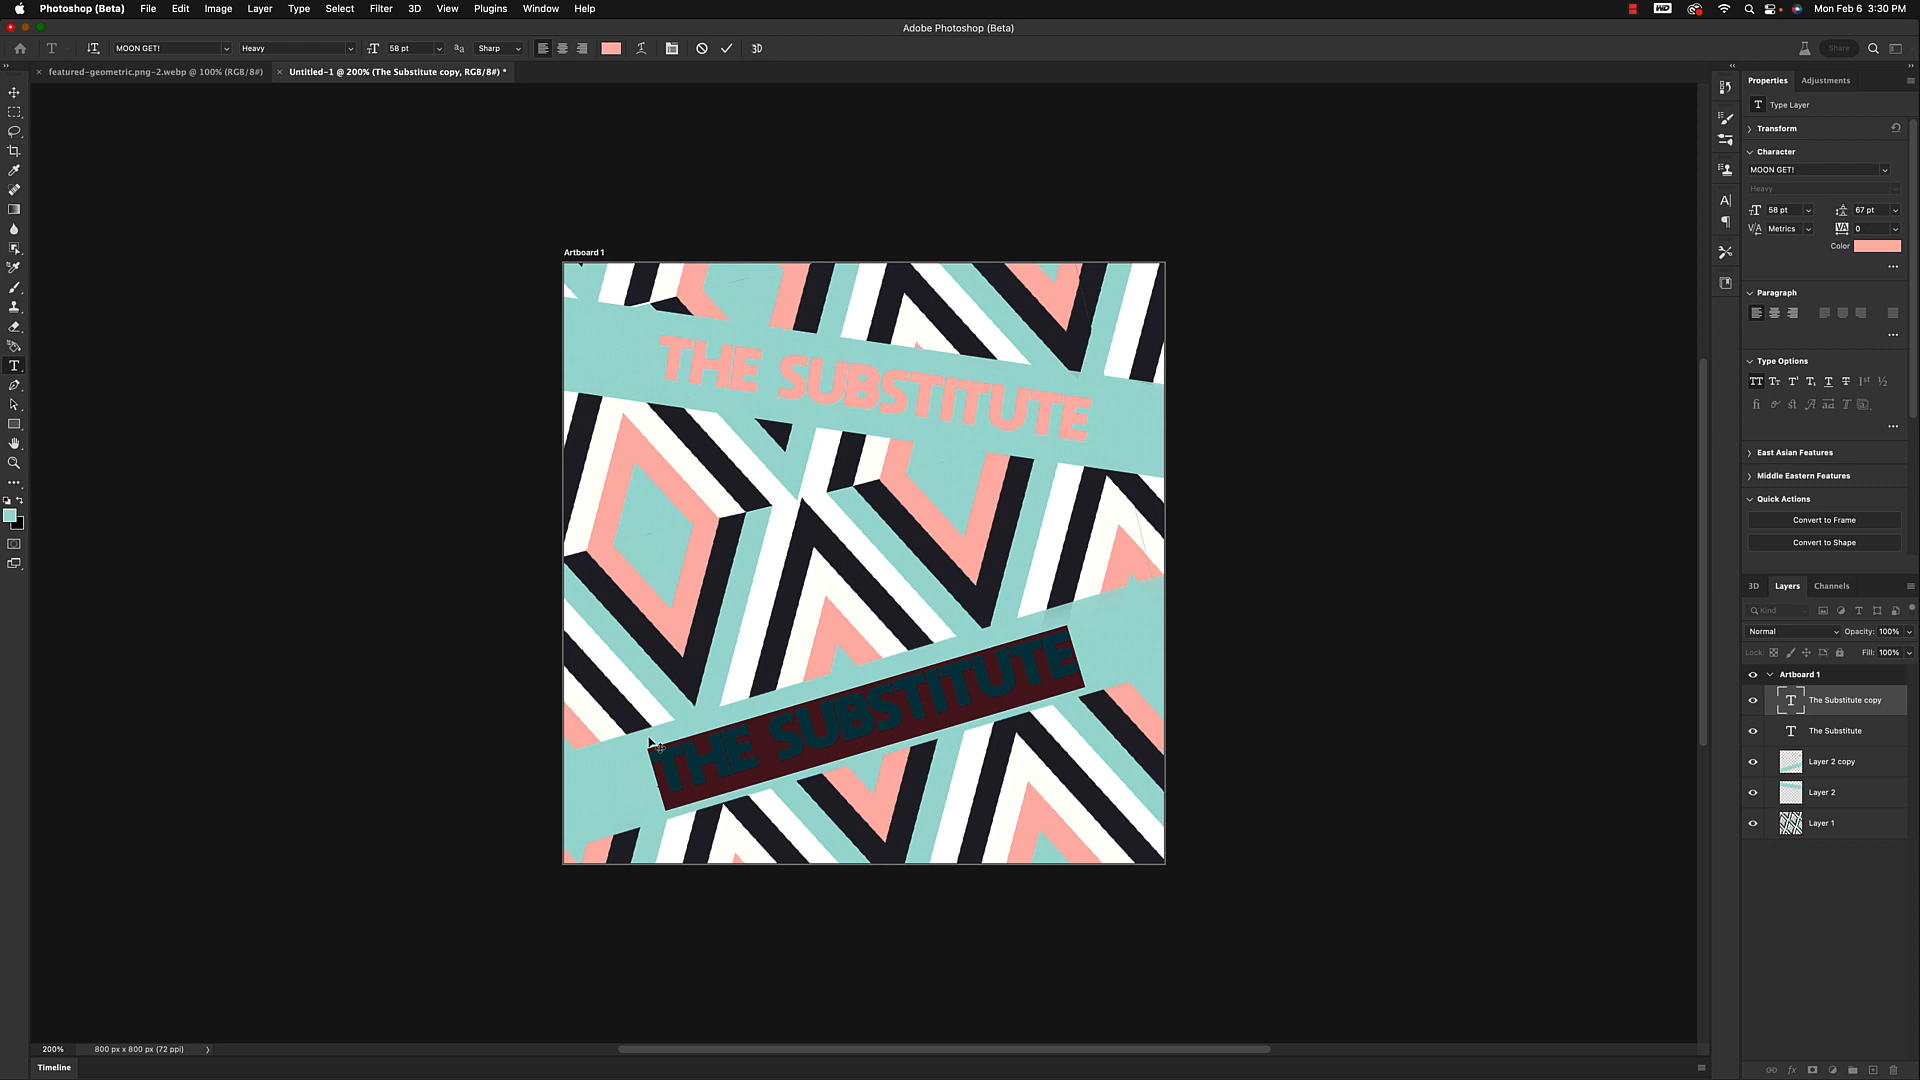 Photoshop (Beta) File Edit Image Layer Type Select Filter 3D View Plugins Window Help
WD Mon Feb 6 3:30 PM
Adobe Photoshop (Beta)
MOON GET! Heavy 58 pt Sharp 3D Share
featured-geometric.png-2.webp @ 100% (RGB/8#) Untitled-1 @ 200% (The Substitute copy, RGB/8#) *
Properties Adjustments
Type Layer
Transform
Character
MOON GET!
Heavy
58 pt 67 pt
Metrics 0
Color
Paragraph
Type Options
East Asian Features
Middle Eastern Features
Quick Actions
Convert to Frame
Convert to Shape
Artboard 1
THE SUBSTITUTE
THE SUBSTITUTE
3D Layers Channels
Kind
Normal Opacity: 100%
Lock: Fill: 100%
Artboard 1
The Substitute copy
The Substitute
Layer 2 copy
Layer 2
Layer 1
200% 800 px x 800 px (72 ppi)
Timeline